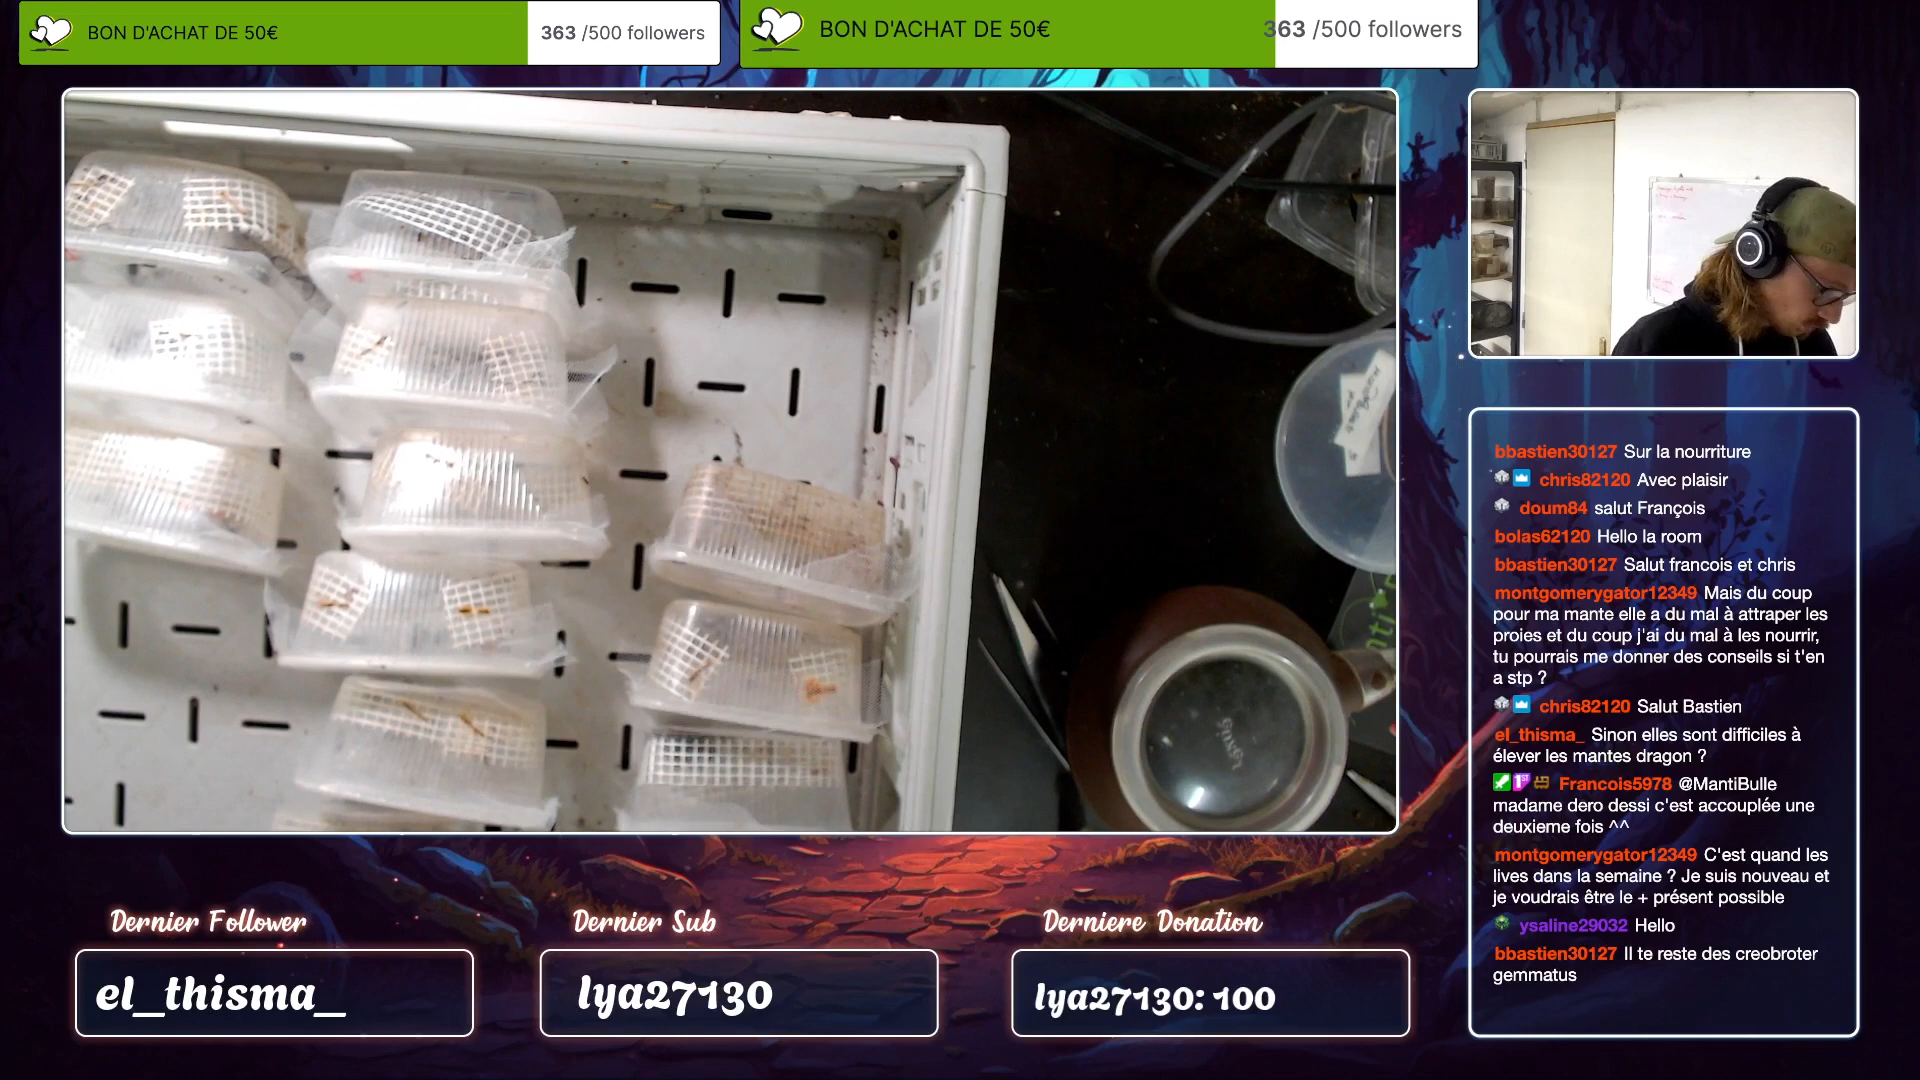 BON D'ACHAT DE 50€
363 /500 followers
BON D'ACHAT DE 50€
363 /500 followers
bbastien30127 Sur la nourriture
chris82120 Avec plaisir
doum84 salut François
bolas62120 Hello la room
bbastien30127 Salut francois et chris
montgomerygator12349 Mais du coup
pour ma mante elle a du mal à attraper les
proies et du coup j'ai du mal à les nourrir,
tu pourrais me donner des conseils si t'en
a stp ?
chris82120 Salut Bastien
el_thisma_ Sinon elles sont difficiles à
élever les mantes dragon ?
1ST Francois5978 @MantiBulle
madame dero dessi c'est accouplée une
deuxieme fois ^^
montgomerygator12349 C'est quand les
lives dans la semaine ? Je suis nouveau et
je voudrais être le + présent possible
ysaline29032 Hello
bbastien30127 Il te reste des creobroter
gemmatus
Dernier Follower
el_thisma_
Dernier Sub
lya27130
Derniere Donation
lya27130: 100